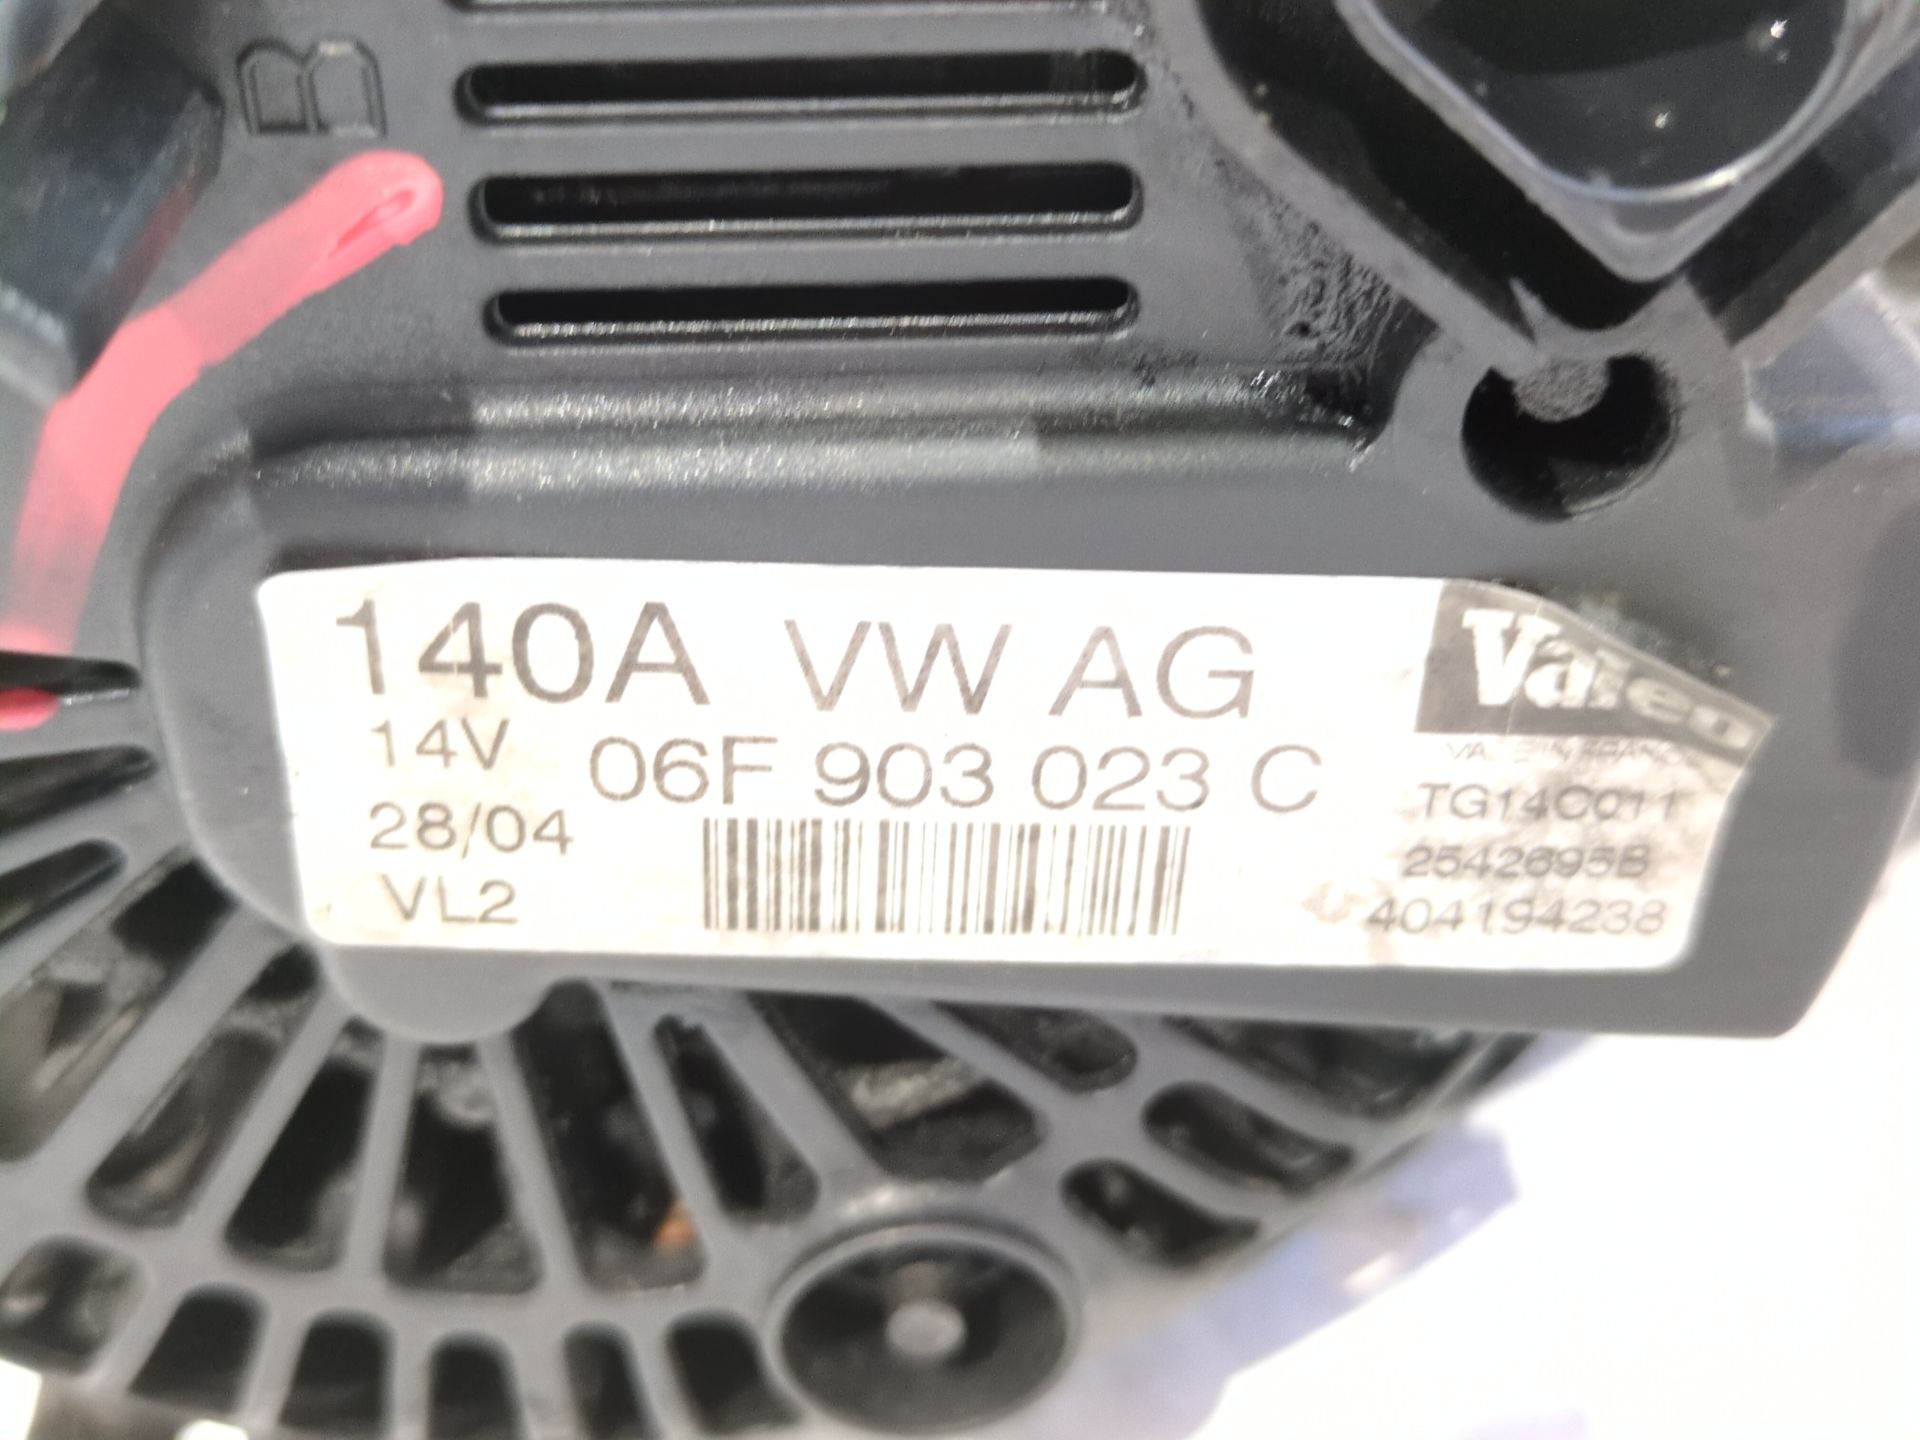 B
140A VW AG
14V 06F 903 023 C
28/04
VL2
Valeo
TG14C011
2542695B
404194238